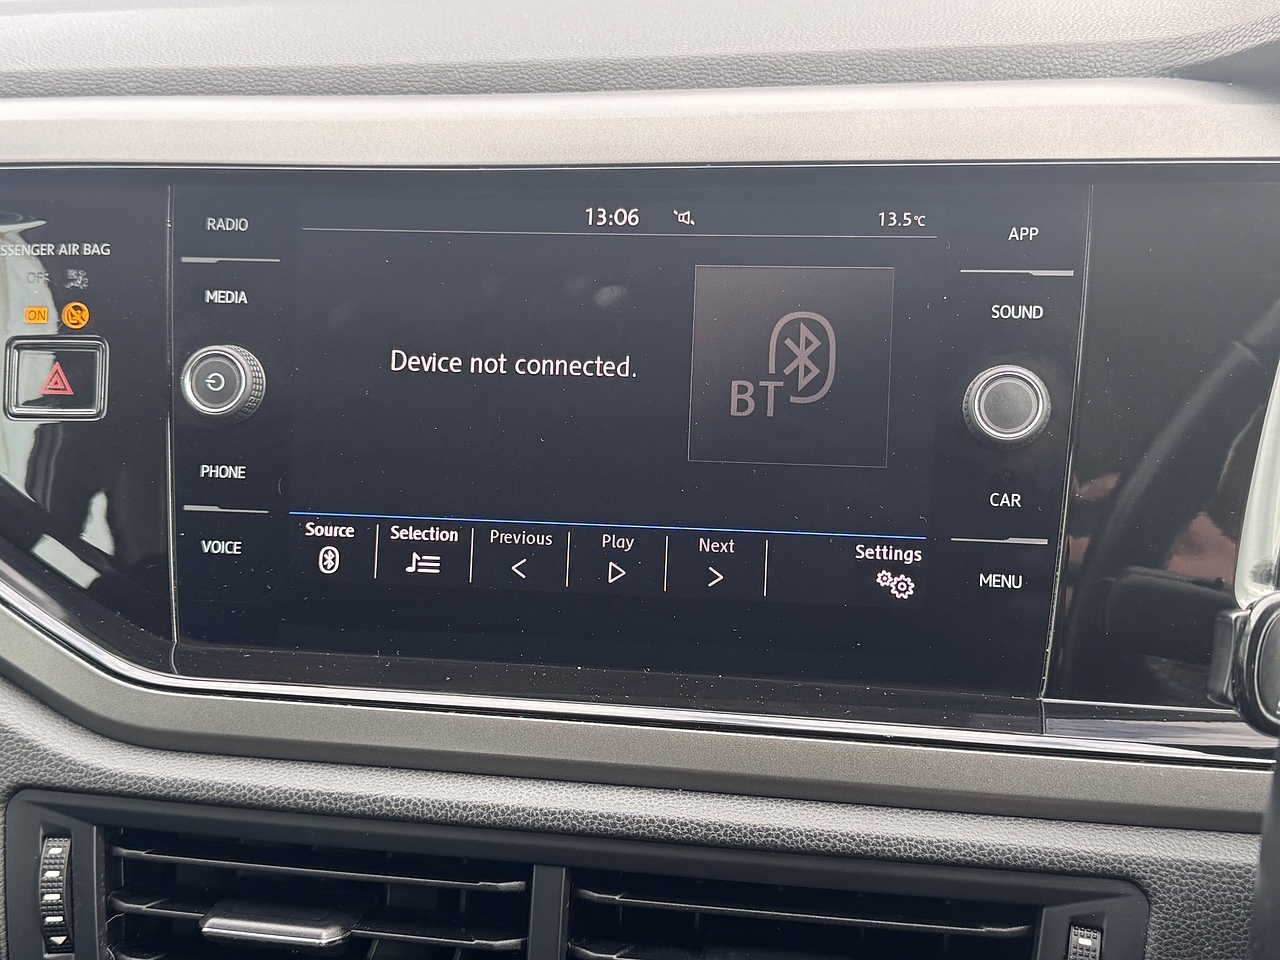 13:06
13.5°C
RADIO
MEDIA
PHONE
VOICE
SSENGER AIR BAG
OFF
ON
Device not connected.
BT
Source
Selection
Previous
Play
Next
Settings
APP
SOUND
CAR
MENU